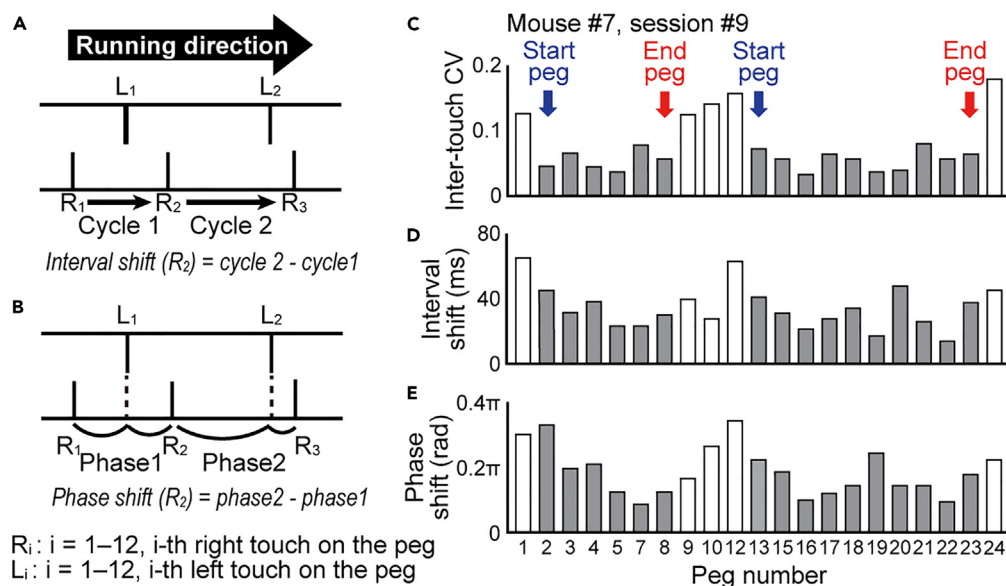 A
Running direction
L₁ L₂
R₁ R₂ R₃
Cycle 1 Cycle 2
Interval shift (R₂) = cycle 2 - cycle1
B
L₁ L₂
R₁ R₂ R₃
Phase1 Phase2
Phase shift (R₂) = phase2 - phase1
Rᵢ : i = 1–12, i-th right touch on the peg
Lᵢ : i = 1–12, i-th left touch on the peg
C Mouse #7, session #9
Start peg End peg Start peg End peg
Inter-touch CV
0.2
0.1
0
D
Interval shift (ms)
80
40
0
E
Phase shift (rad)
0.4π
0.2π
0
1 2 3 4 5 7 8 9 10 12 13 15 16 17 18 19 20 21 22 23 24
Peg number